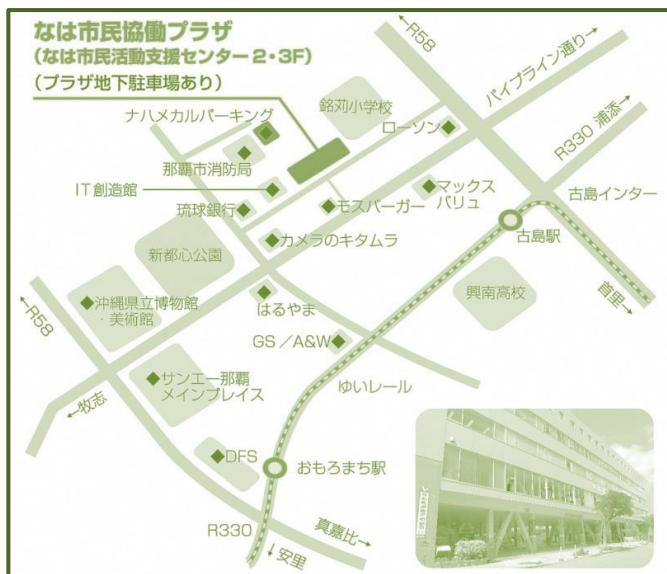 なは市民協働プラザ
(なは市民活動支援センター2・3F)
(プラザ地下駐車場あり)
←R58
パイプライン通り→
R330 浦添→
ナハメカルパーキング
銘苅小学校
ローソン
那覇市消防局
IT創造館
マックス
バリュ
古島インター
琉球銀行
モスバーガー
カメラのキタムラ
古島駅
新都心公園
興南高校
首里→
←R58
沖縄県立博物館
・美術館
はるやま
GS/A&W
ゆいレール
サンエー那覇
メインプレイス
←牧志
DFS
おもろまち駅
R330
真嘉比→
↓安里